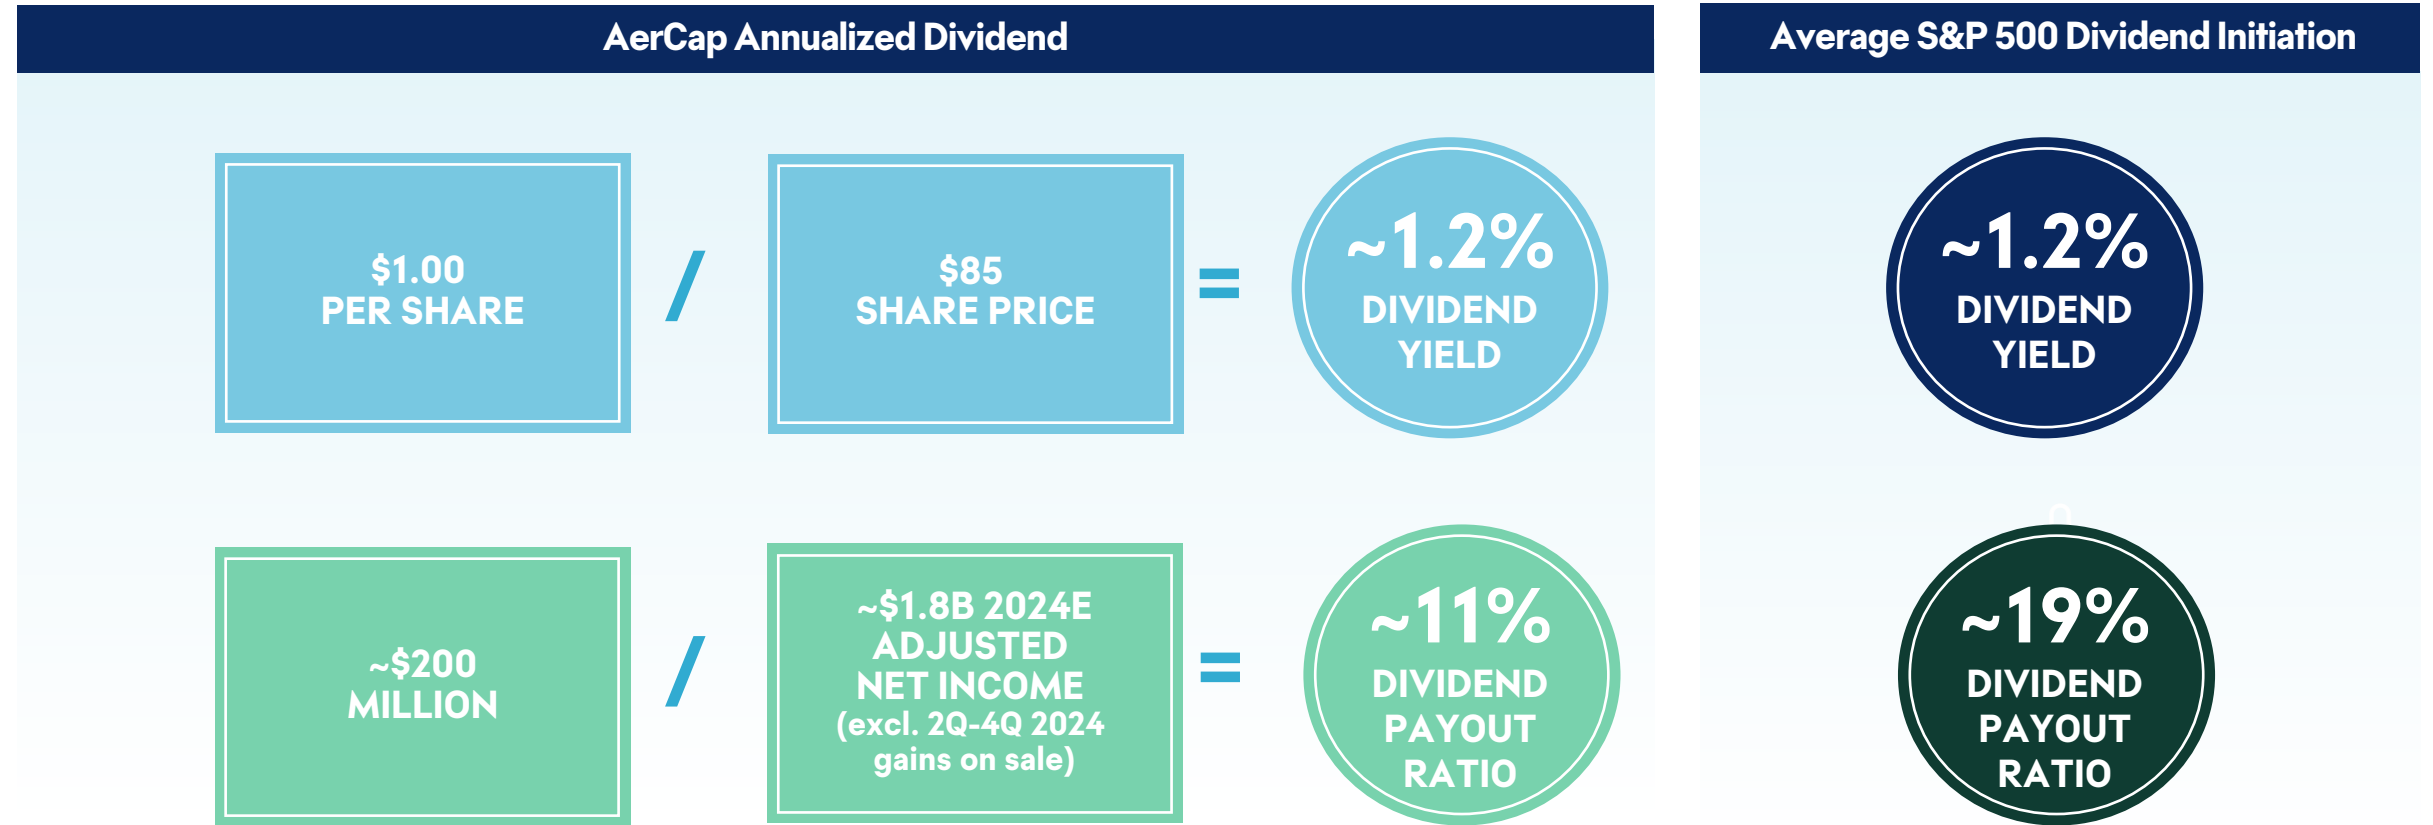 AerCap Annualized Dividend
Average S&P 500 Dividend Initiation
$1.00
PER SHARE
/
$85
SHARE PRICE
=
~1.2%
DIVIDEND
YIELD
~1.2%
DIVIDEND
YIELD
~$200
MILLION
/
~$1.8B 2024E
ADJUSTED
NET INCOME
(excl. 2Q-4Q 2024
gains on sale)
=
~11%
DIVIDEND
PAYOUT
RATIO
~19%
DIVIDEND
PAYOUT
RATIO